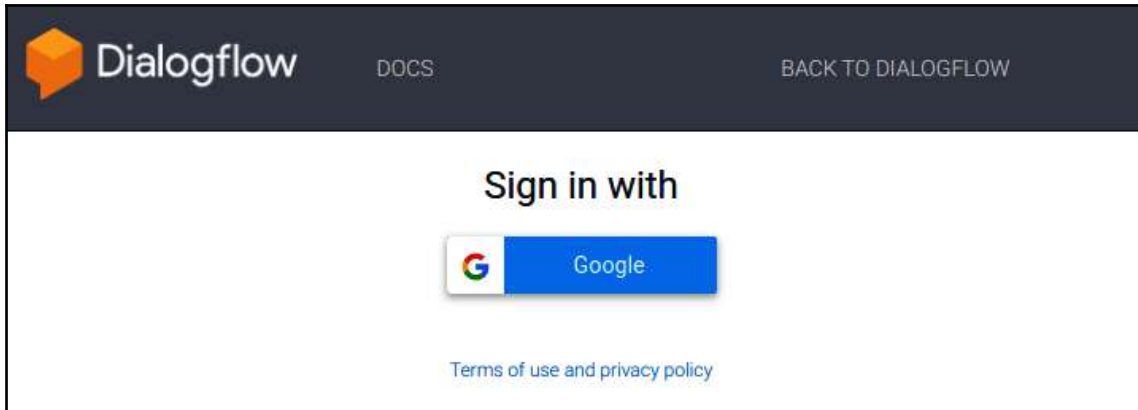 Dialogflow DOCS BACK TO DIALOGFLOW
Sign in with
G Google
Terms of use and privacy policy